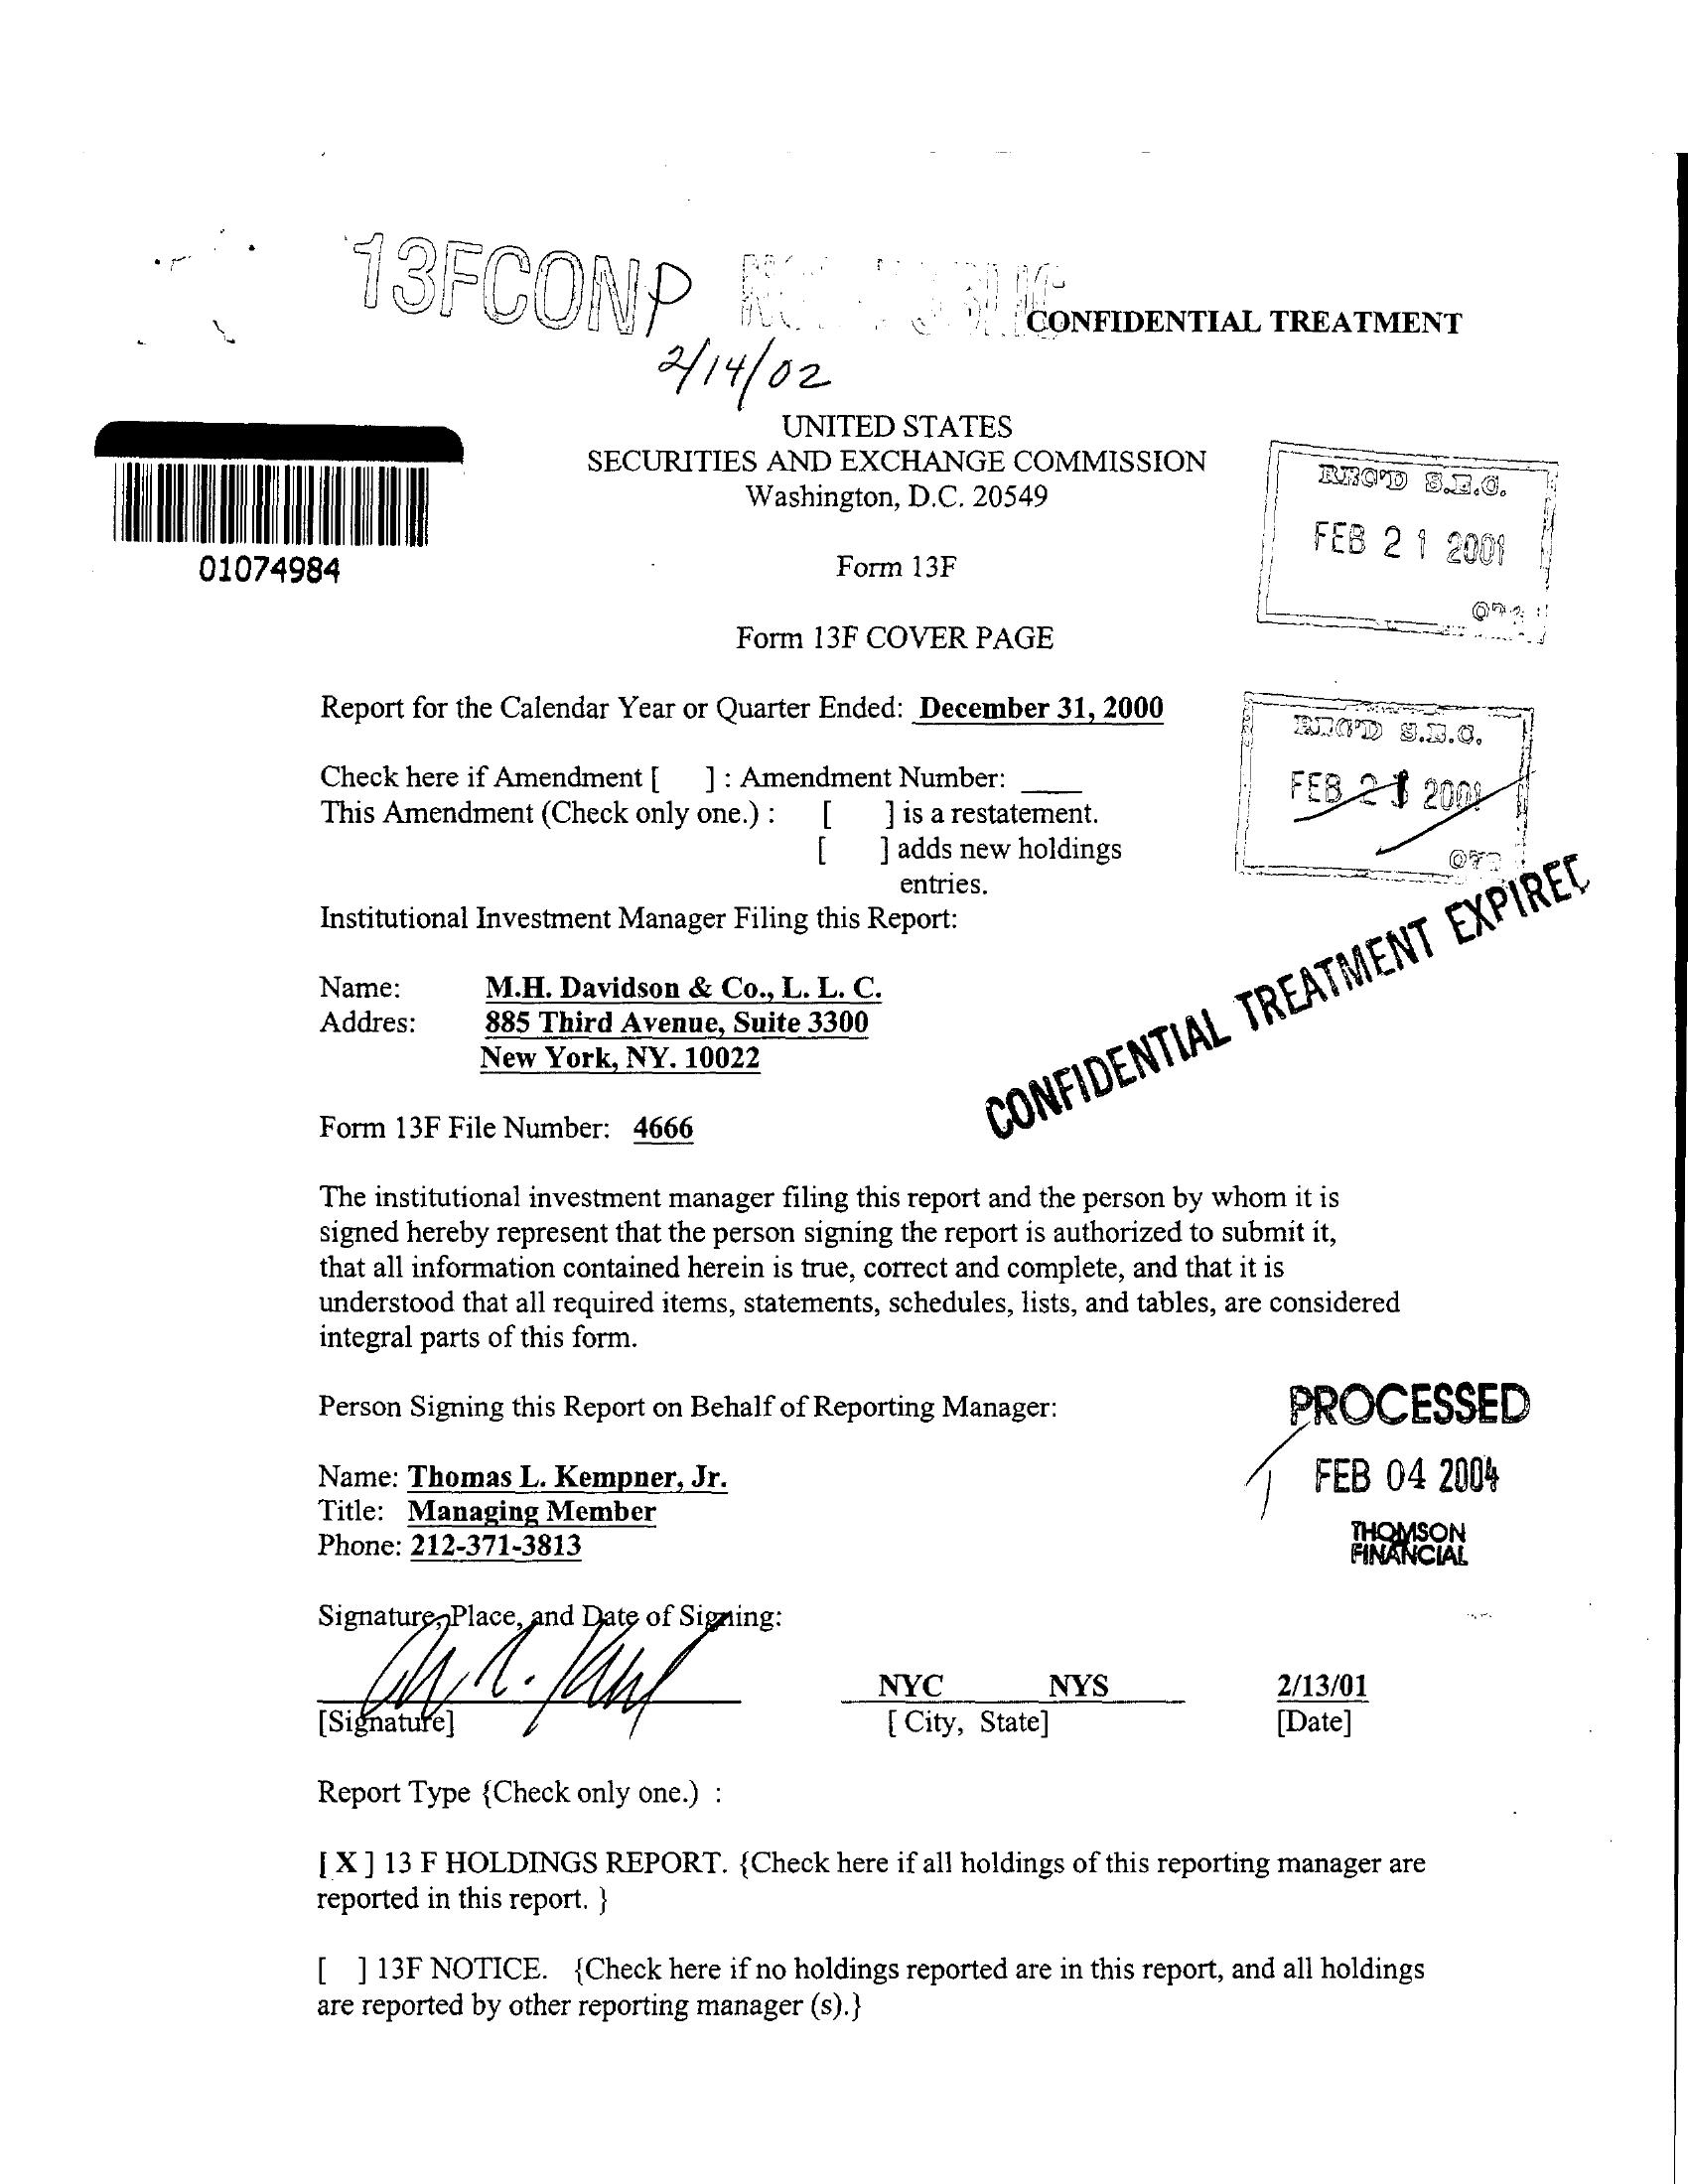 13FCONP
CONFIDENTIAL TREATMENT
2/14/02
UNITED STATES
SECURITIES AND EXCHANGE COMMISSION
Washington, D.C. 20549
REC'D S.E.C.
FEB 21 2001
01074984
Form 13F
Form 13F COVER PAGE
Report for the Calendar Year or Quarter Ended: December 31, 2000
REC'D S.E.C.
FEB 21 2001
Check here if Amendment [ ] : Amendment Number: ____
This Amendment (Check only one.) : [ ] is a restatement.
[ ] adds new holdings
entries.
Institutional Investment Manager Filing this Report:
CONFIDENTIAL TREATMENT EXPIRED
Name: M.H. Davidson & Co., L. L. C.
Addres: 885 Third Avenue, Suite 3300
New York, NY. 10022
Form 13F File Number: 4666
The institutional investment manager filing this report and the person by whom it is
signed hereby represent that the person signing the report is authorized to submit it,
that all information contained herein is true, correct and complete, and that it is
understood that all required items, statements, schedules, lists, and tables, are considered
integral parts of this form.
Person Signing this Report on Behalf of Reporting Manager:
PROCESSED
FEB 04 2004
THOMSON
FINANCIAL
Name: Thomas L. Kempner, Jr.
Title: Managing Member
Phone: 212-371-3813
Signature, Place, and Date of Signing:
NYC NYS 2/13/01
[Signature] [ City, State] [Date]
Report Type {Check only one.) :
[ X ] 13 F HOLDINGS REPORT. {Check here if all holdings of this reporting manager are
reported in this report. }
[ ] 13F NOTICE. {Check here if no holdings reported are in this report, and all holdings
are reported by other reporting manager (s).}